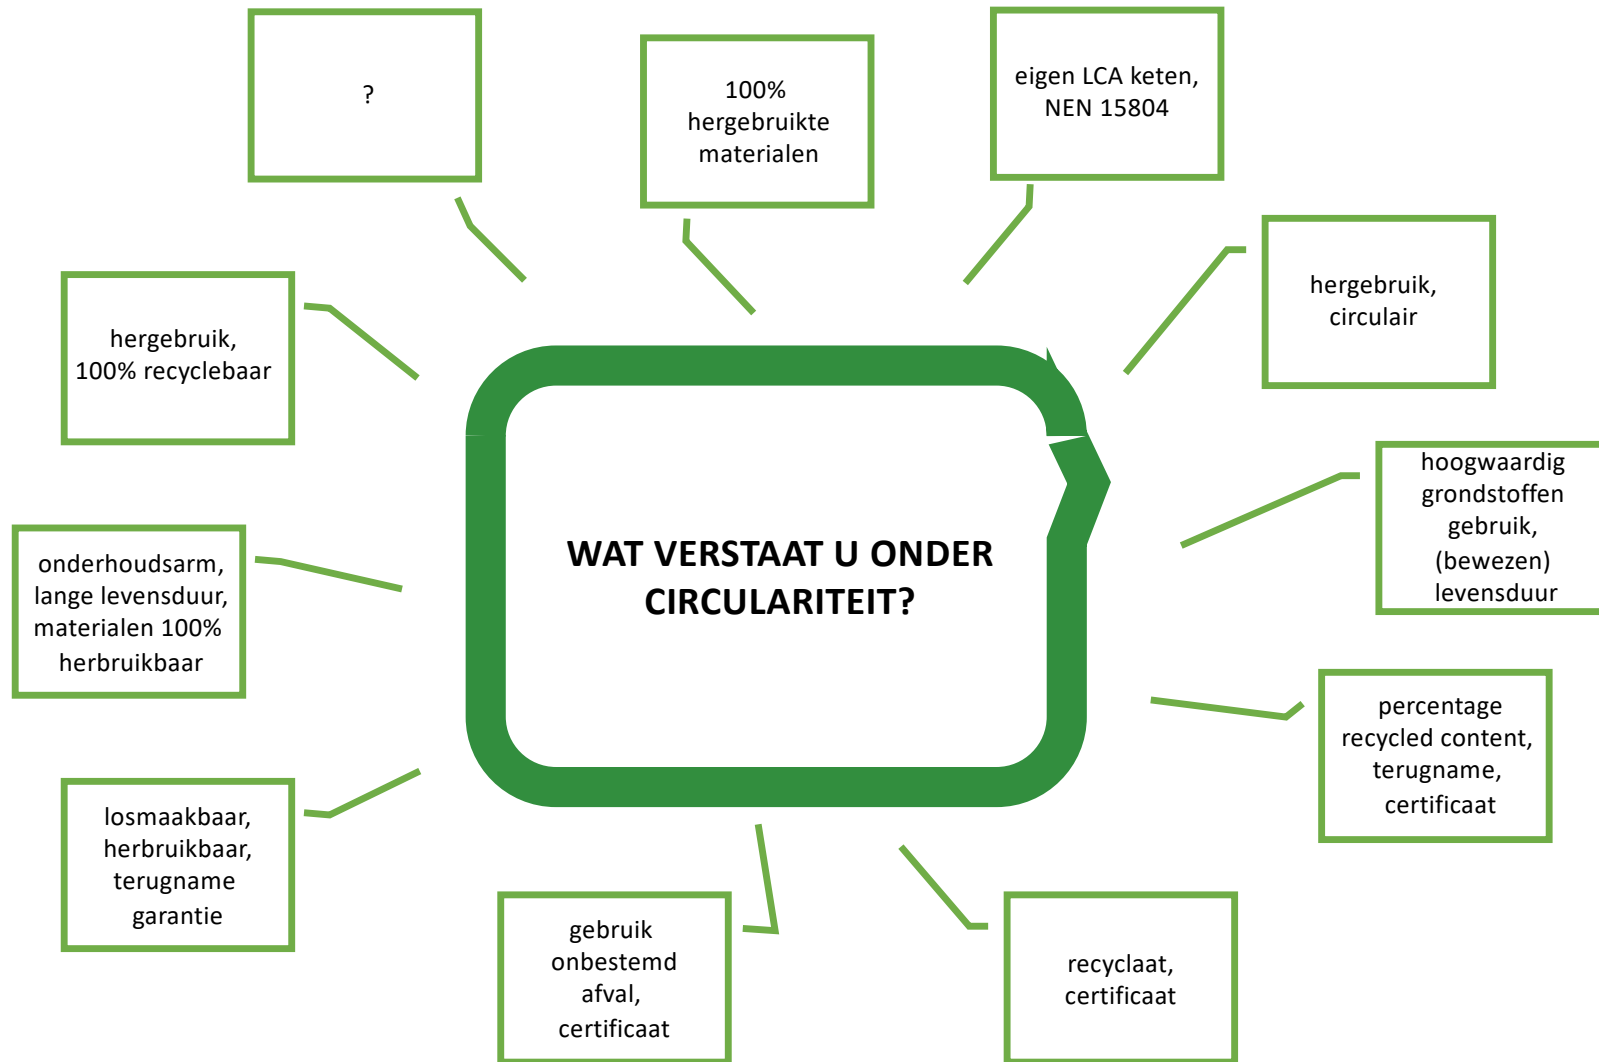 ?
100%
hergebruikte
materialen
eigen LCA keten,
NEN 15804
hergebruik,
circulair
hergebruik,
100% recyclebaar
hoogwaardig
grondstoffen
gebruik,
(bewezen)
levensduur
WAT VERSTAAT U ONDER
CIRCULARITEIT?
onderhoudsarm,
lange levensduur,
materialen 100%
herbruikbaar
percentage
recycled content,
terugname,
certificaat
losmaakbaar,
herbruikbaar,
terugname
garantie
gebruik
onbestemd
afval,
certificaat
recyclaat,
certificaat